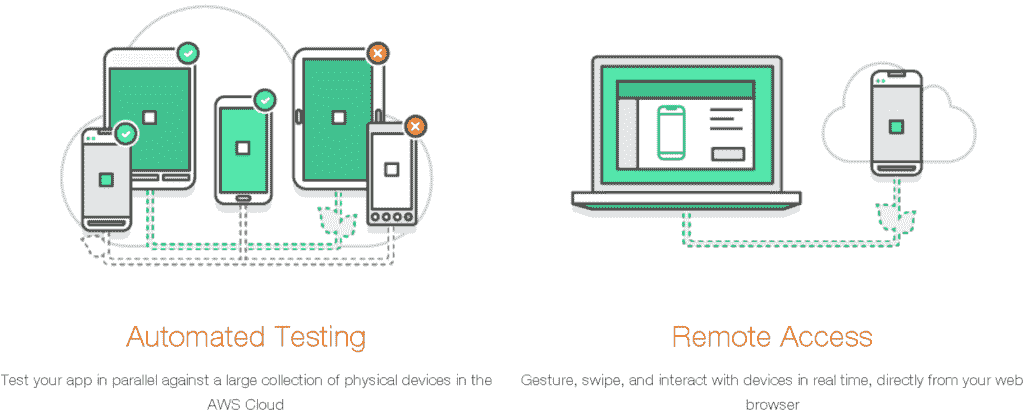 Automated Testing
Test your app in parallel against a large collection of physical devices in the
AWS Cloud
Remote Access
Gesture, swipe, and interact with devices in real time, directly from your web
browser